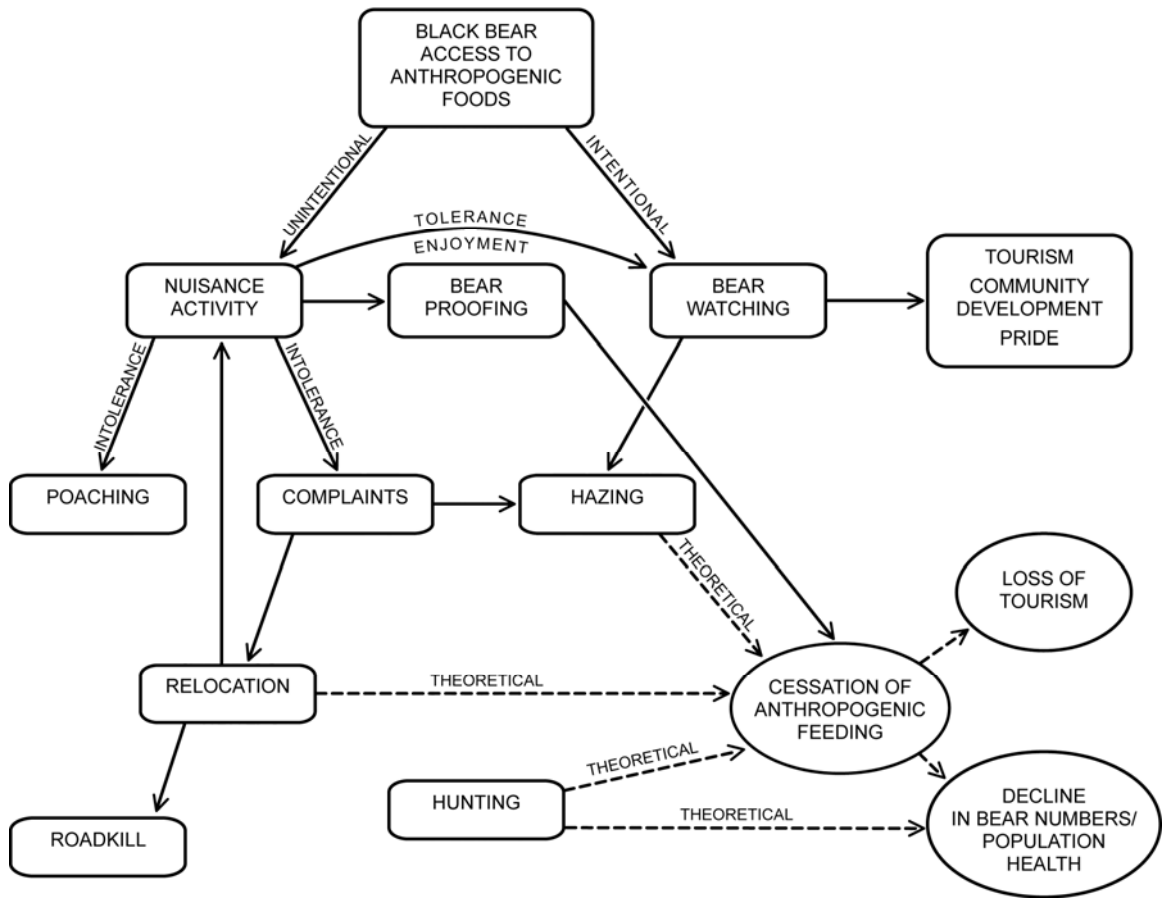 BLACK BEAR
ACCESS TO
ANTHROPOGENIC
FOODS
UNINTENTIONAL
INTENTIONAL
TOLERANCE
ENJOYMENT
NUISANCE
ACTIVITY
BEAR
PROOFING
BEAR
WATCHING
TOURISM
COMMUNITY
DEVELOPMENT
PRIDE
INTOLERANCE
INTOLERANCE
POACHING
COMPLAINTS
HAZING
THEORETICAL
LOSS OF
TOURISM
RELOCATION
THEORETICAL
CESSATION OF
ANTHROPOGENIC
FEEDING
THEORETICAL
HUNTING
THEORETICAL
DECLINE
IN BEAR NUMBERS/
POPULATION
HEALTH
ROADKILL